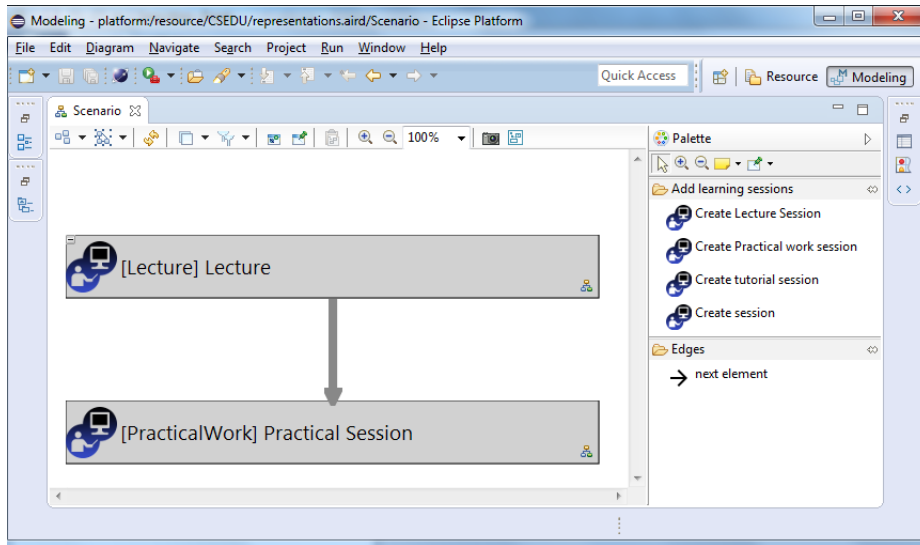 Modeling - platform:/resource/CSEDU/representations.aird/Scenario - Eclipse Platform
File Edit Diagram Navigate Search Project Run Window Help
Quick Access Resource Modeling
Scenario
100% Palette
Add learning sessions
Create Lecture Session
Create Practical work session
[Lecture] Lecture
Create tutorial session
Create session
Edges
next element
[PracticalWork] Practical Session